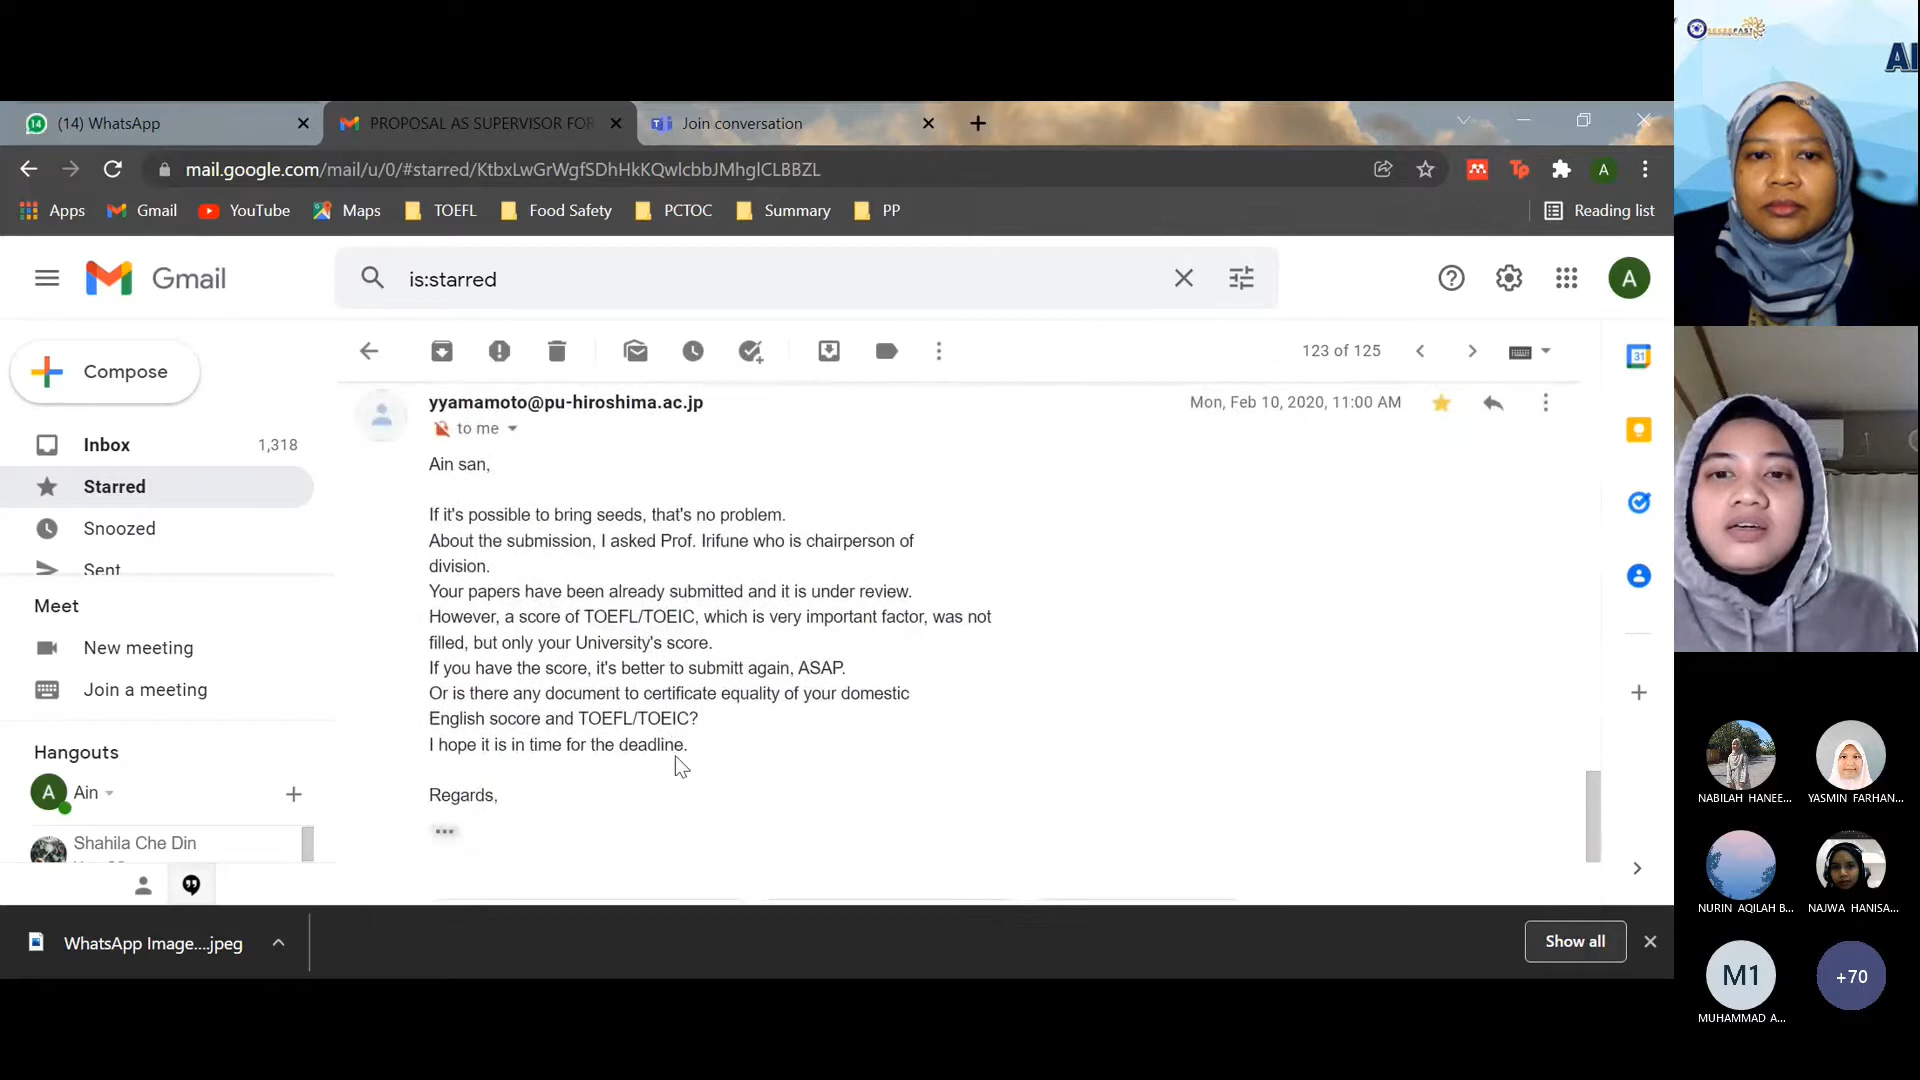 (14) WhatsApp
PROPOSAL AS SUPERVISOR FOR
Join conversation
mail.google.com/mail/u/0/#starred/KtbxLwGrWgfSDhHkKQwlcbbJMhglCLBBZL
Apps
Gmail
YouTube
Maps
TOEFL
Food Safety
PCTOC
Summary
PP
Reading list
Gmail
is:starred
A
Compose
123 of 125
Inbox 1,318
Starred
Snoozed
Sent
Meet
New meeting
Join a meeting
Hangouts
A Ain
Shahila Che Din
yyamamoto@pu-hiroshima.ac.jp Mon, Feb 10, 2020, 11:00 AM
to me
Ain san,
If it's possible to bring seeds, that's no problem.
About the submission, I asked Prof. Irifune who is chairperson of
division.
Your papers have been already submitted and it is under review.
However, a score of TOEFL/TOEIC, which is very important factor, was not
filled, but only your University's score.
If you have the score, it's better to submitt again, ASAP.
Or is there any document to certificate equality of your domestic
English socore and TOEFL/TOEIC?
I hope it is in time for the deadline.
Regards,
31
WhatsApp Image....jpeg
Show all
NABILAH HANEE...
YASMIN FARHAN...
NURIN AQILAH B...
NAJWA HANISA...
M1
+70
MUHAMMAD A...